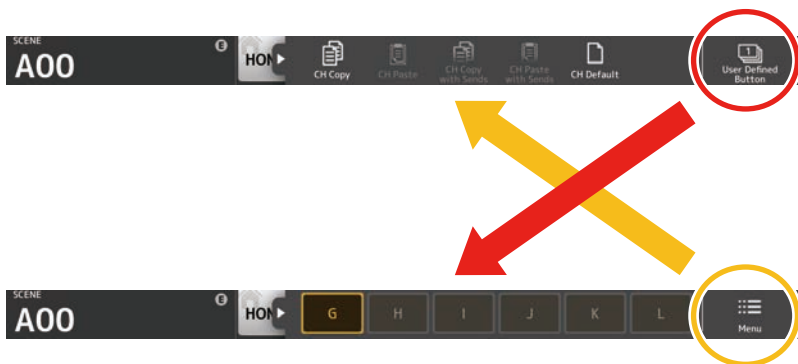 SCENE
A00
E
HOM
CH Copy
CH Paste
CH Copy
with Sends
CH Paste
with Sends
CH Default
1
User Defined
Button
SCENE
A00
E
HOM
G
H
I
J
K
L
Menu